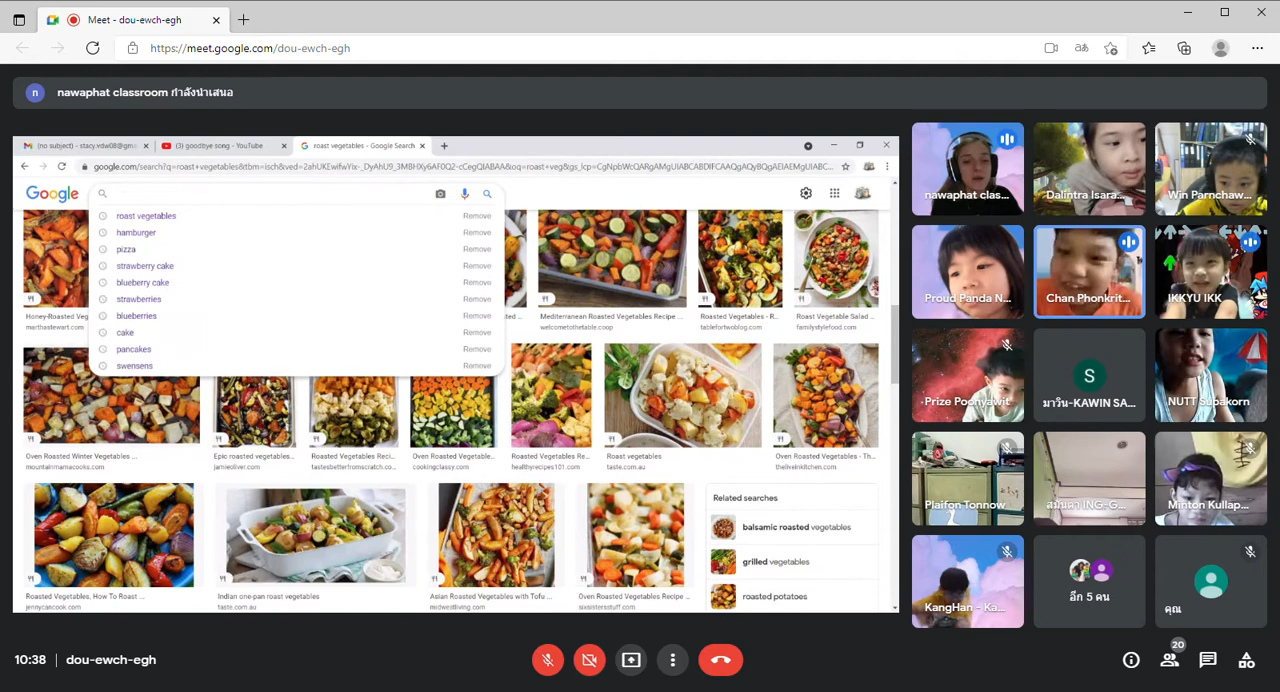 Meet - dou-ewch-egh
https://meet.google.com/dou-ewch-egh
n nawaphat classroom กำลังนำเสนอ
(no subject) - stacy.vdw08@gma
(3) goodbye song - YouTube
roast vegetables - Google Search
Google
roast vegetables Remove
hamburger Remove
pizza Remove
strawberry cake Remove
blueberry cake Remove
strawberries Remove
blueberries Remove
cake Remove
pancakes Remove
swensens Remove
Honey-Roasted Veg
marthastewart.com
Mediterranean Roasted Vegetables Recipe ...
welcometothetable.coop
Roasted Vegetables - R...
tablefortwoblog.com
Roast Vegetable Salad ...
familystylefood.com
Oven Roasted Winter Vegetables ...
mountainmamacooks.com
Epic roasted vegetables...
jamieoliver.com
Roasted Vegetables Reci...
tastesbetterfromscratch.co...
Oven Roasted Vegetable...
cookingclassy.com
Roasted Vegetables Re...
healthyrecipes101.com
Roast vegetables
taste.com.au
Oven Roasted Vegetables - Th...
theliveinkitchen.com
Roasted Vegetables, How To Roast ...
jennycancook.com
Indian one-pan roast vegetables
taste.com.au
Asian Roasted Vegetables with Tofu ...
midwestliving.com
Oven Roasted Vegetables Recipe ...
sixsistersstuff.com
Related searches
balsamic roasted vegetables
grilled vegetables
roasted potatoes
nawaphat clas...
Dalintra Isara...
Win Parnchaw...
Proud Panda N...
Chan Phonkrit...
IKKYU IKK
Prize Poonyawit
S
มาวิน-KAWIN SA...
NUTT Supakorn
Plaifon Tonnow
สมันตา ING-G...
Minton Kullap...
KangHan - Ka...
อีก 5 คน
คุณ
10:38 | dou-ewch-egh
20